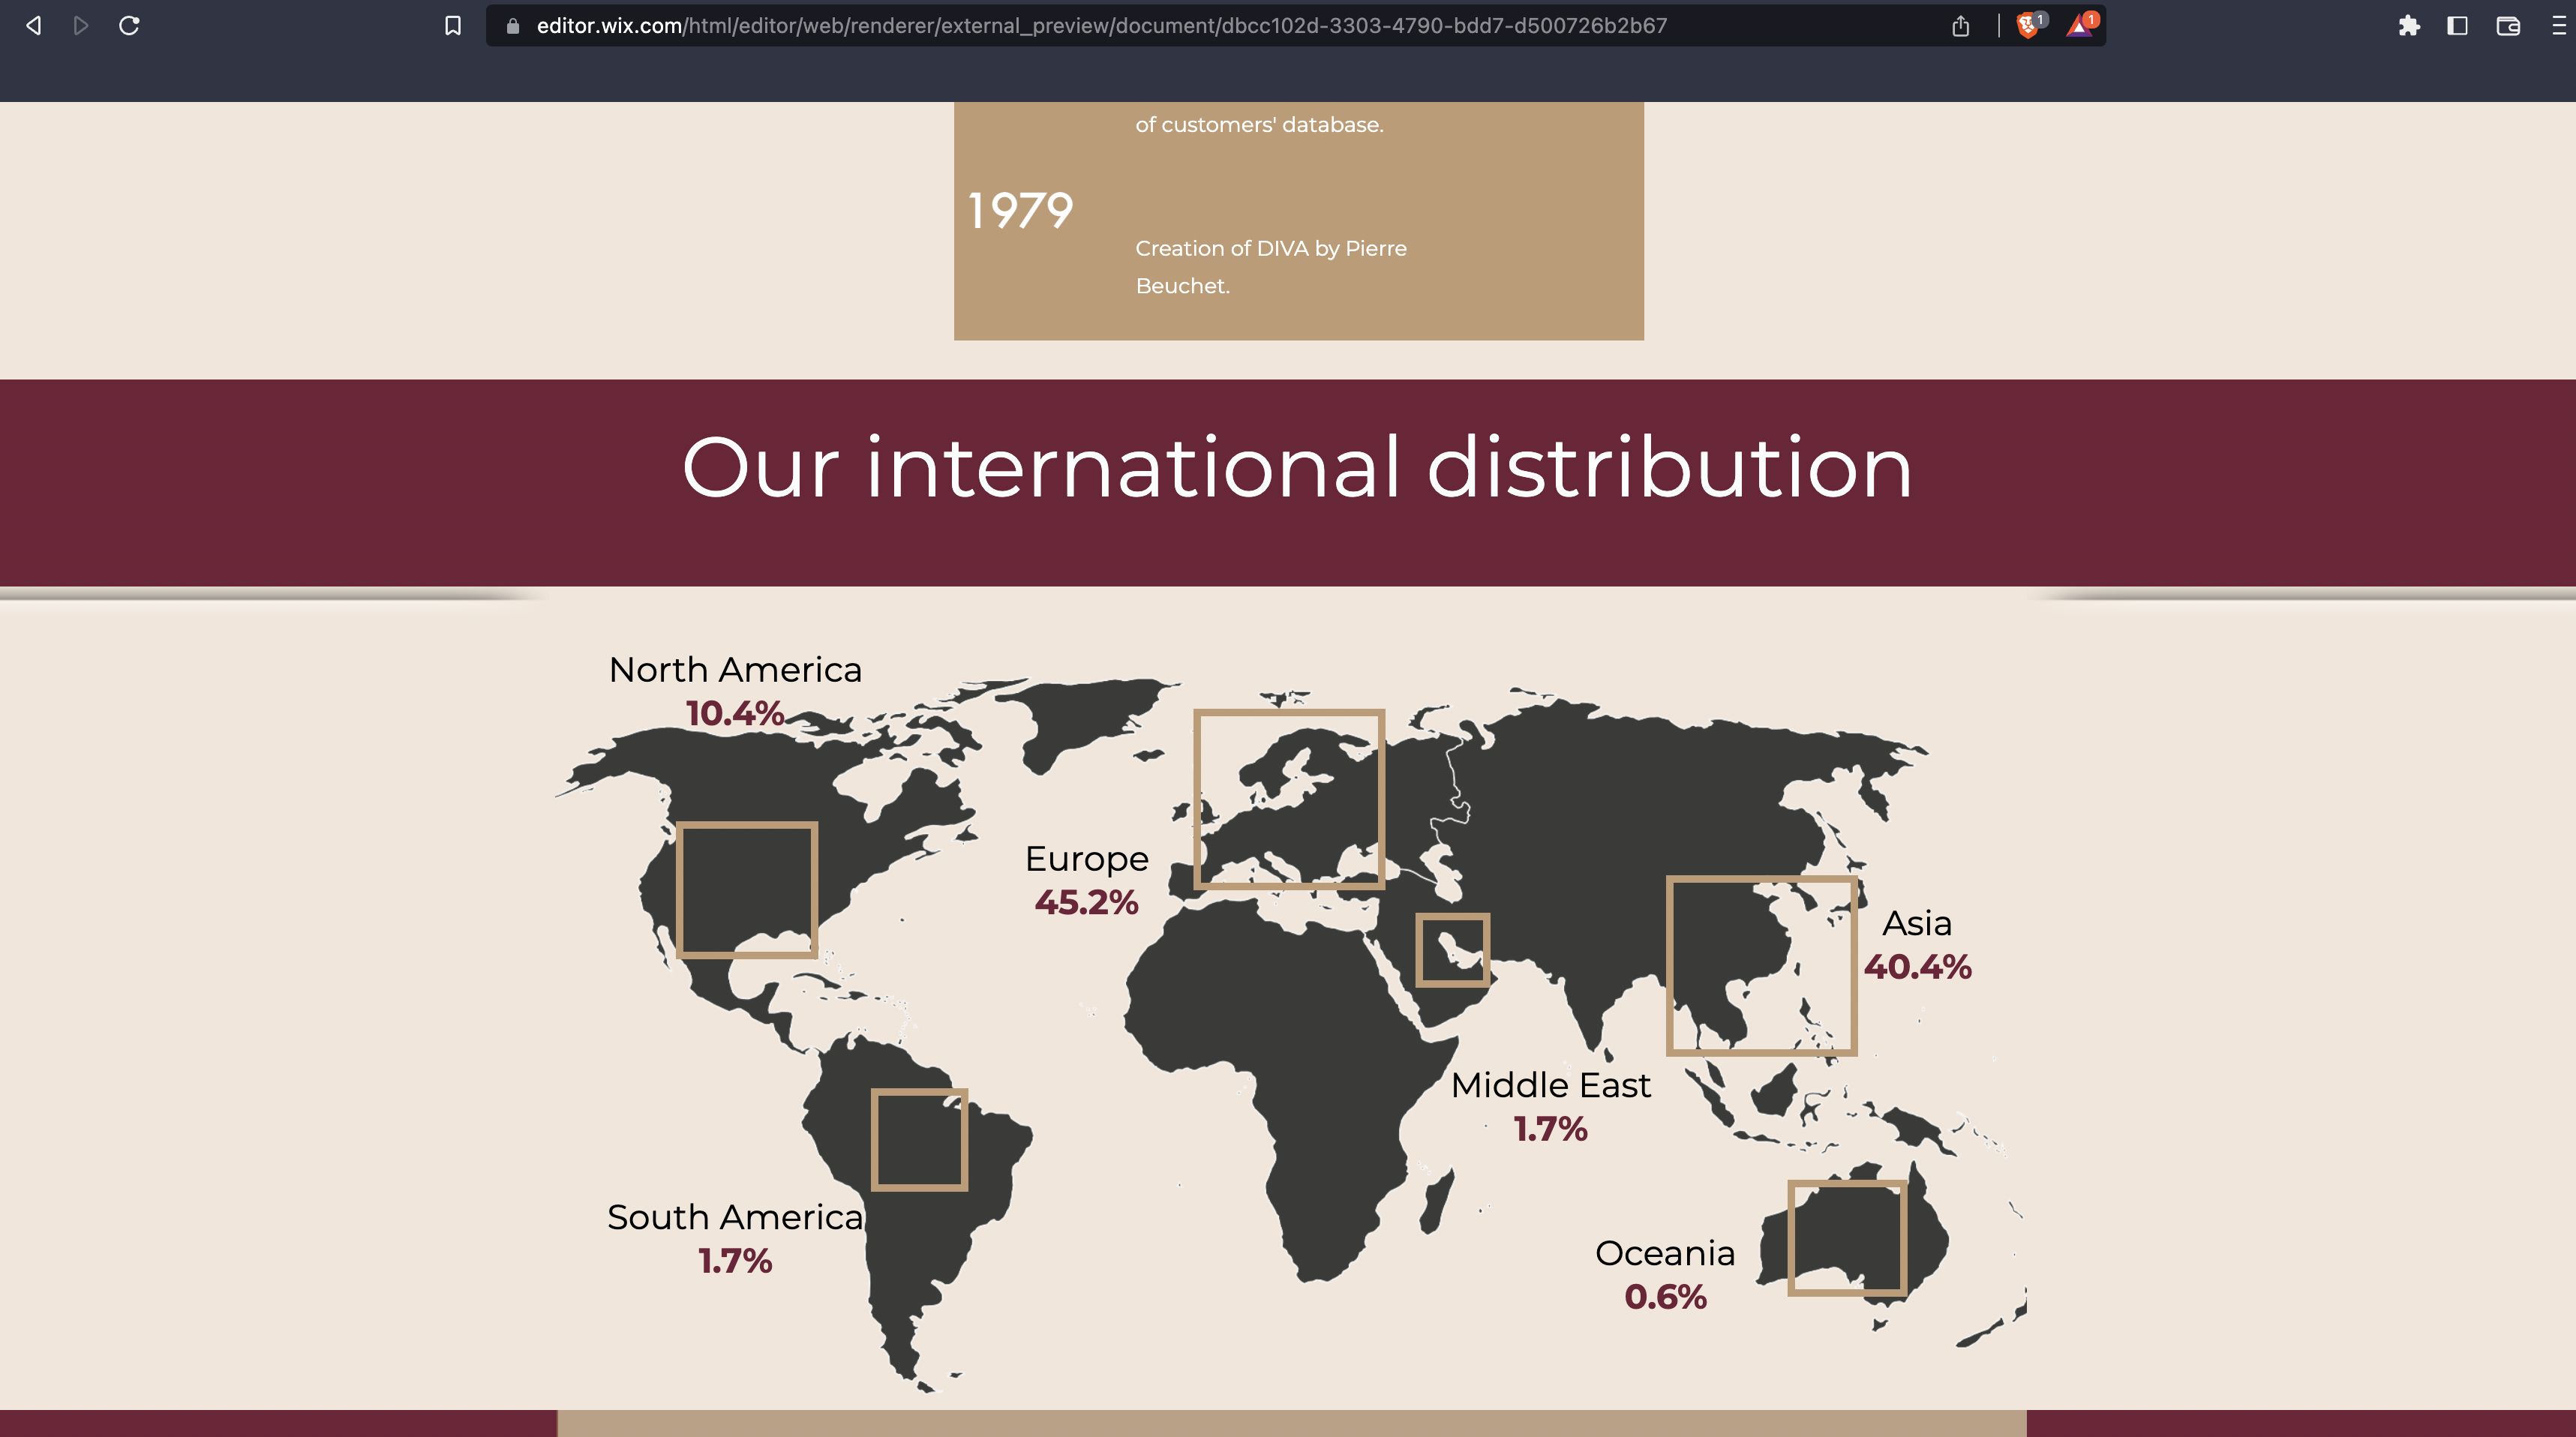 editor.wix.com/html/editor/web/renderer/external_preview/document/dbcc102d-3303-4790-bdd7-d500726b2b67
1
1
of customers' database.
1979
Creation of DIVA by Pierre
Beuchet.
Our international distribution
North America
10.4%
Europe
45.2%
Asia
40.4%
Middle East
1.7%
South America
1.7%
Oceania
0.6%